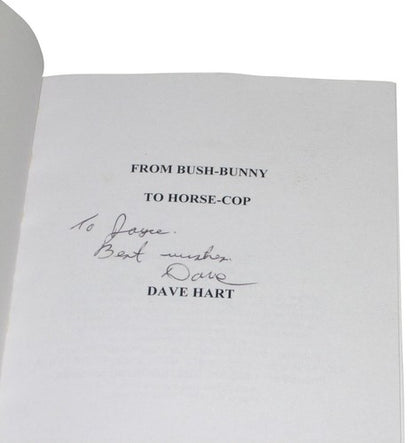 FROM BUSH-BUNNY
TO HORSE-COP
To Joyce.
Best wishes.
Dave
DAVE HART